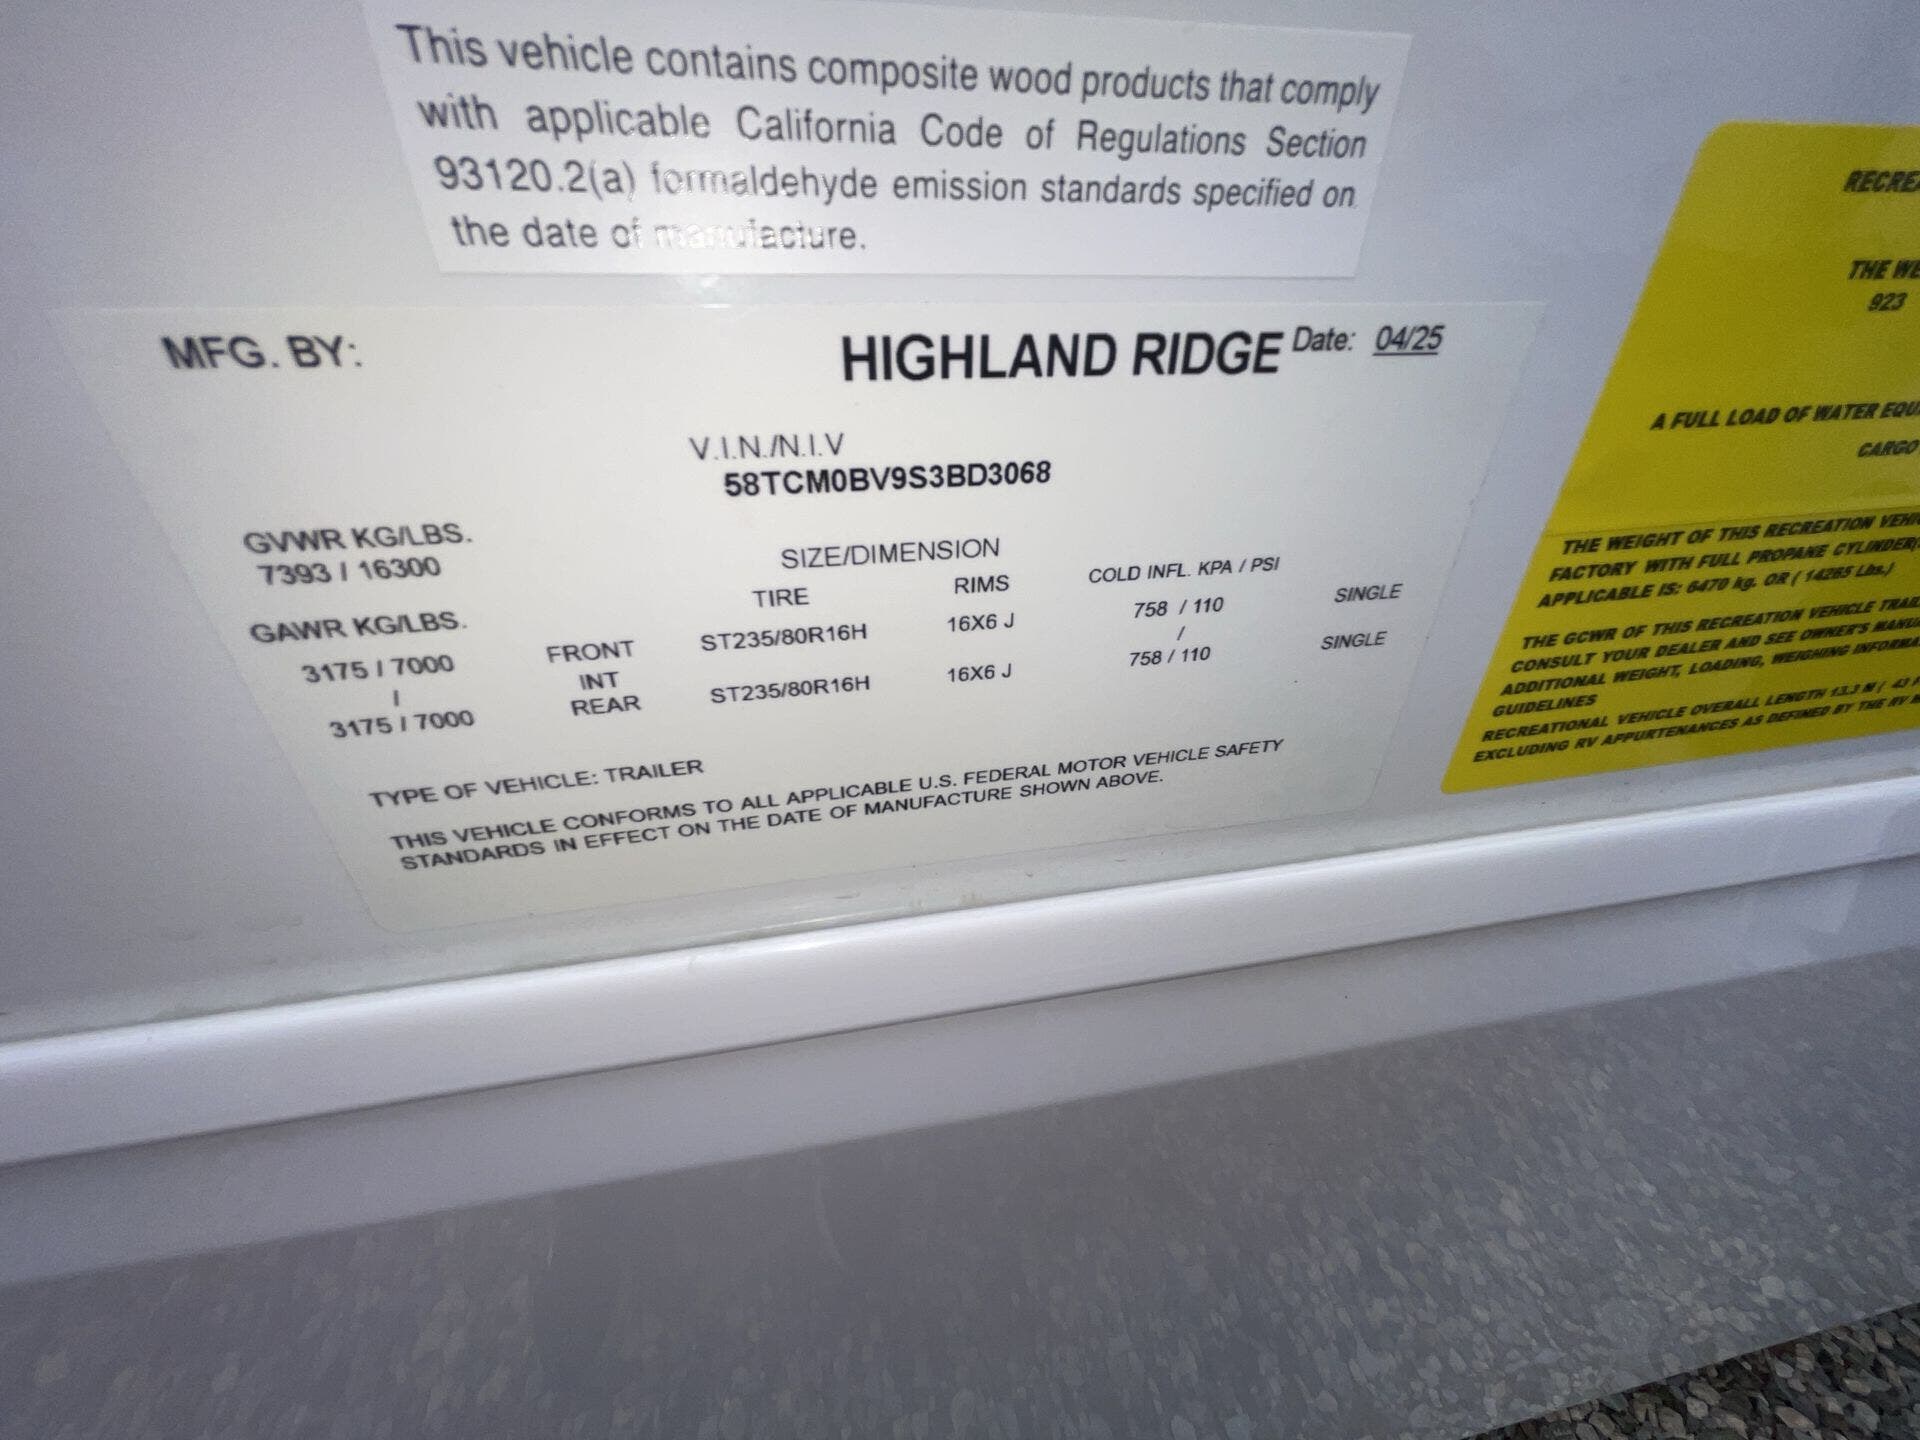 This vehicle contains composite wood products that comply
with applicable California Code of Regulations Section
93120.2(a) formaldehyde emission standards specified on
the date of manufacture.
MFG. BY:
HIGHLAND RIDGE Date: 04/25
V.I.N./N.I.V
58TCM0BV9S3BD3068
GVWR KG/LBS.
7393 / 16300
SIZE/DIMENSION
TIRE RIMS COLD INFL. KPA / PSI
GAWR KG/LBS.
3175 / 7000 FRONT ST235/80R16H 16X6 J 758 / 110 SINGLE
/ INT /
3175 / 7000 REAR ST235/80R16H 16X6 J 758 / 110 SINGLE
TYPE OF VEHICLE: TRAILER
THIS VEHICLE CONFORMS TO ALL APPLICABLE U.S. FEDERAL MOTOR VEHICLE SAFETY
STANDARDS IN EFFECT ON THE DATE OF MANUFACTURE SHOWN ABOVE.
THE
923
A FULL LOAD OF WATER
CARGO
THE WEIGHT OF THIS RECREATION
FACTORY WITH FULL PROPANE
APPLICABLE IS: 6470 kg. OR ( 14265 Lbs.)
THE GCWR OF THIS RECREATION VEHICLE
CONSULT YOUR DEALER AND SEE OWNER'S
ADDITIONAL WEIGHT, LOADING, WEIGHING
GUIDELINES
RECREATIONAL VEHICLE OVERALL LENGTH 13.3 M / 43
EXCLUDING RV APPURTENANCES AS DEFINED BY THE RV